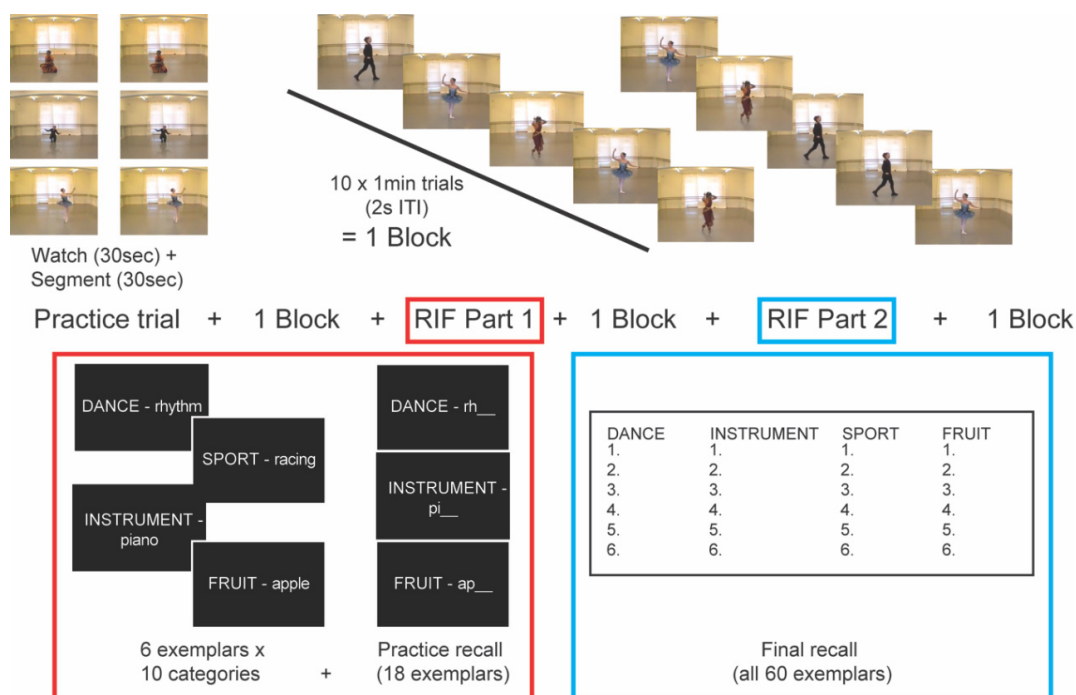 10 x 1min trials
(2s ITI)
= 1 Block
Watch (30sec) +
Segment (30sec)
Practice trial + 1 Block + RIF Part 1 + 1 Block + RIF Part 2 + 1 Block
DANCE - rhythm
SPORT - racing
INSTRUMENT -
piano
FRUIT - apple
6 exemplars x
10 categories
+
DANCE - rh__
INSTRUMENT -
pi__
FRUIT - ap__
Practice recall
(18 exemplars)
DANCE INSTRUMENT SPORT FRUIT
1. 1. 1. 1.
2. 2. 2. 2.
3. 3. 3. 3.
4. 4. 4. 4.
5. 5. 5. 5.
6. 6. 6. 6.
Final recall
(all 60 exemplars)